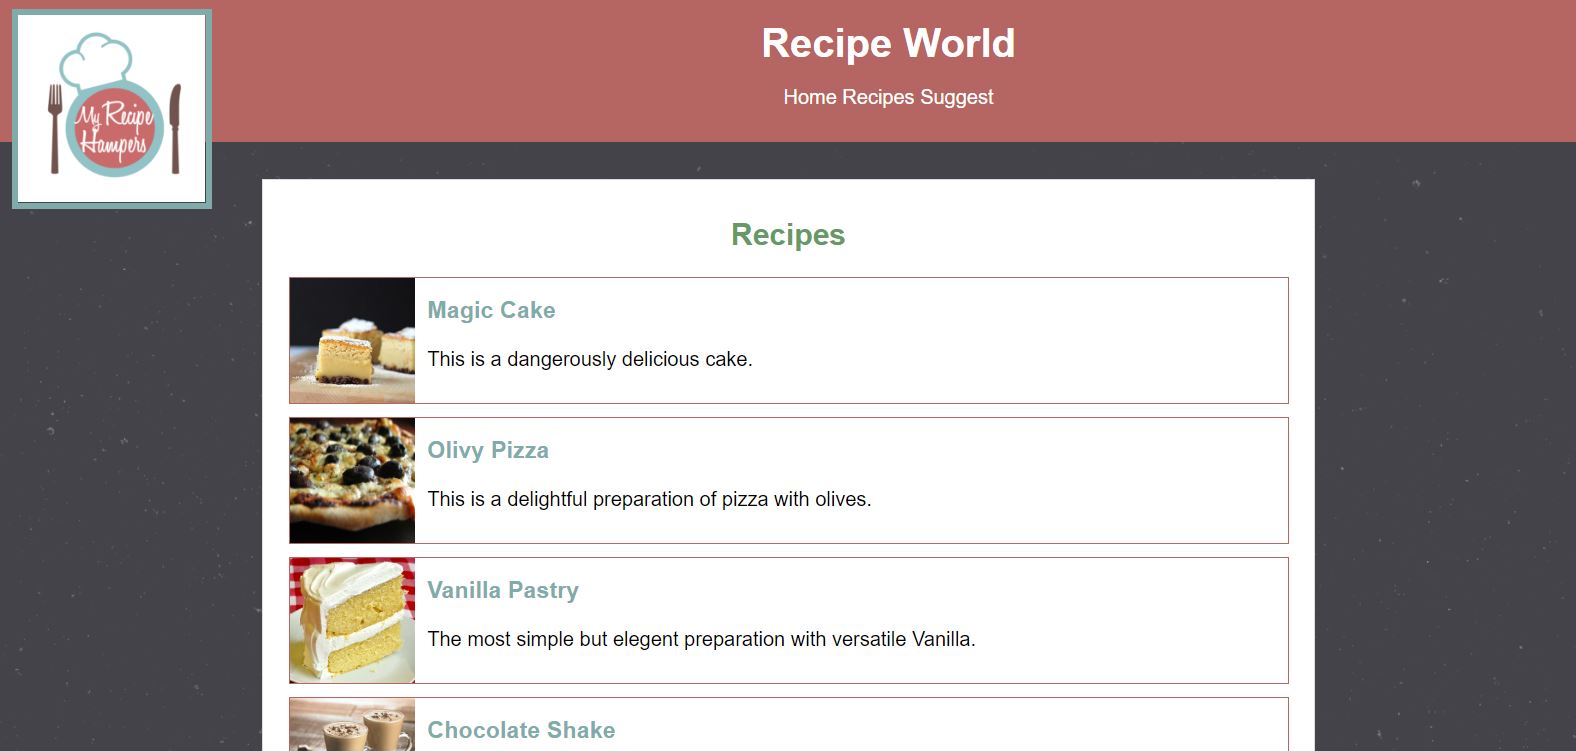 My Recipe
Hampers
Recipe World
Home Recipes Suggest
Recipes
Magic Cake
This is a dangerously delicious cake.
Olivy Pizza
This is a delightful preparation of pizza with olives.
Vanilla Pastry
The most simple but elegent preparation with versatile Vanilla.
Chocolate Shake